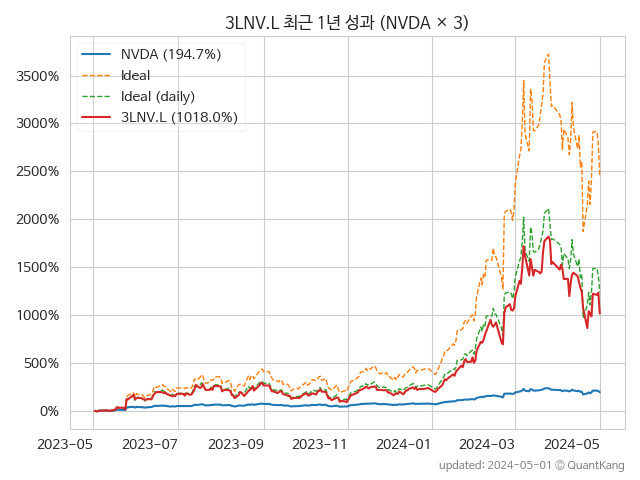 3LNV.L 최근 1년 성과 (NVDA × 3)
NVDA (194.7%)
Ideal
Ideal (daily)
3LNV.L (1018.0%)
3500%
3000%
2500%
2000%
1500%
1000%
500%
0%
2023-05 2023-07 2023-09 2023-11 2024-01 2024-03 2024-05
updated: 2024-05-01 © QuantKang